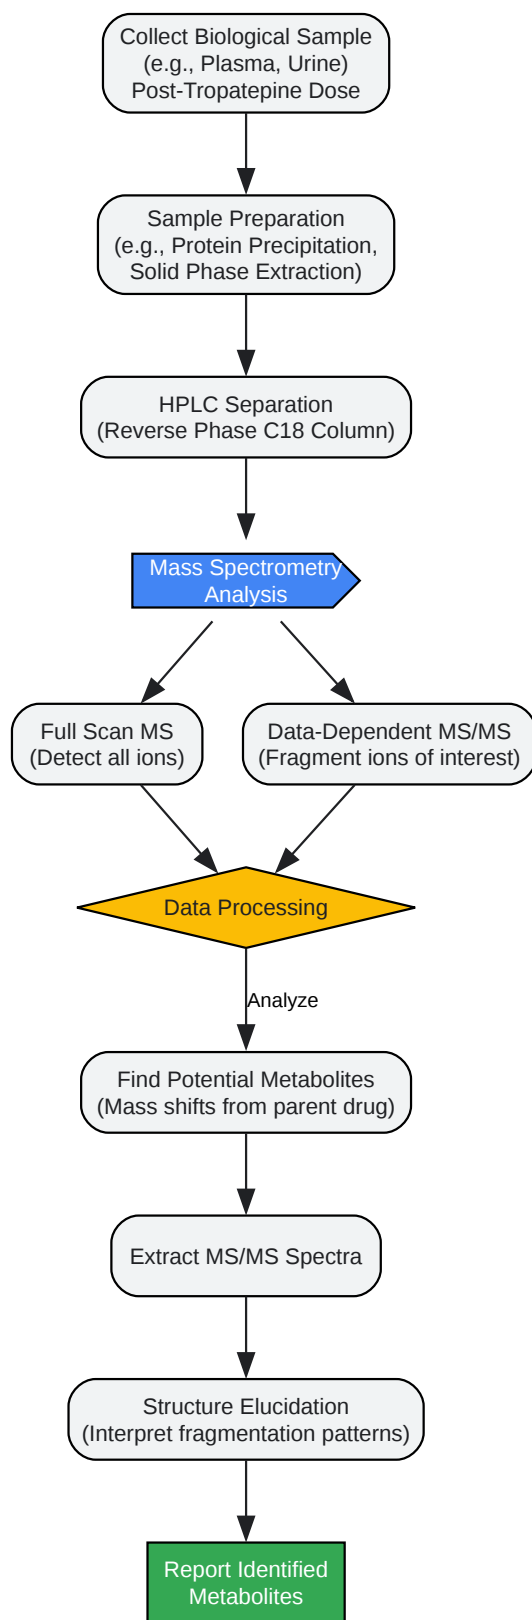 Collect Biological Sample
(e.g., Plasma, Urine)
Post-Tropatepine Dose
Sample Preparation
(e.g., Protein Precipitation,
Solid Phase Extraction)
HPLC Separation
(Reverse Phase C18 Column)
Mass Spectrometry
Analysis
Full Scan MS
(Detect all ions)
Data-Dependent MS/MS
(Fragment ions of interest)
Data Processing
Analyze
Find Potential Metabolites
(Mass shifts from parent drug)
Extract MS/MS Spectra
Structure Elucidation
(Interpret fragmentation patterns)
Report Identified
Metabolites